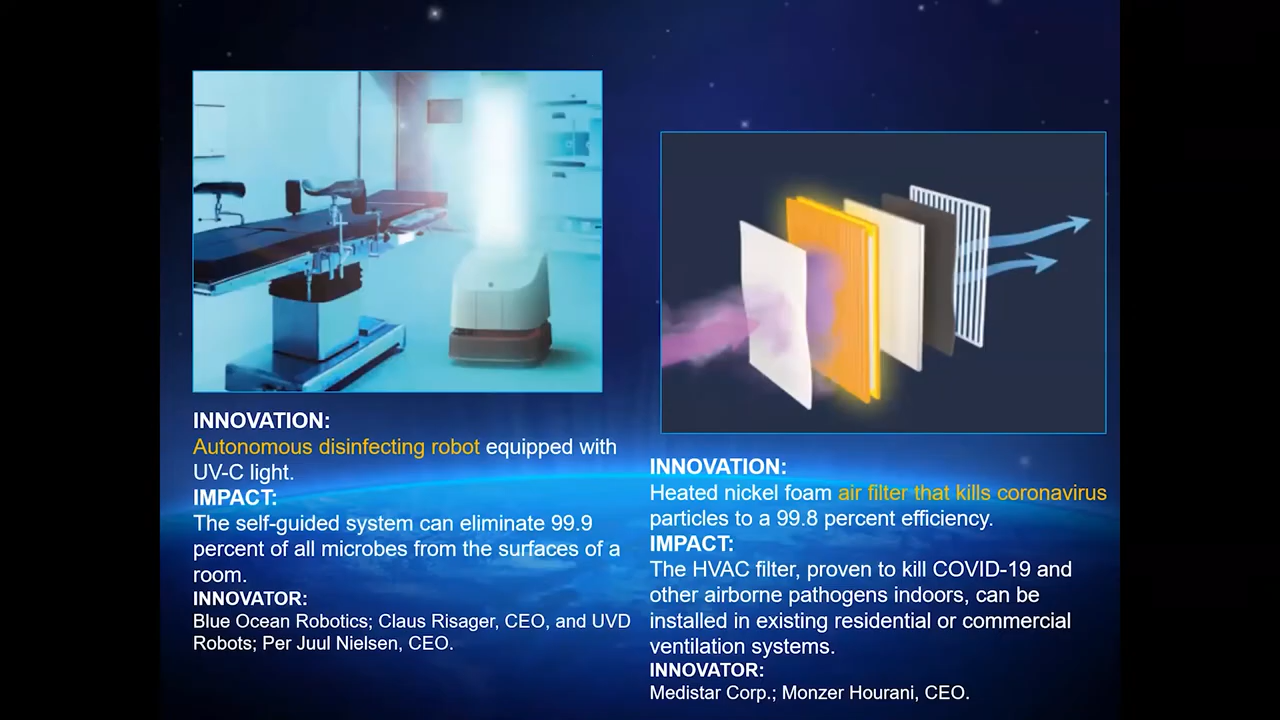 INNOVATION:
Autonomous disinfecting robot equipped with
UV-C light.
IMPACT:
The self-guided system can eliminate 99.9
percent of all microbes from the surfaces of a
room.
INNOVATOR:
Blue Ocean Robotics; Claus Risager, CEO, and UVD
Robots; Per Juul Nielsen, CEO.
INNOVATION:
Heated nickel foam air filter that kills coronavirus
particles to a 99.8 percent efficiency.
IMPACT:
The HVAC filter, proven to kill COVID-19 and
other airborne pathogens indoors, can be
installed in existing residential or commercial
ventilation systems.
INNOVATOR:
Medistar Corp.; Monzer Hourani, CEO.